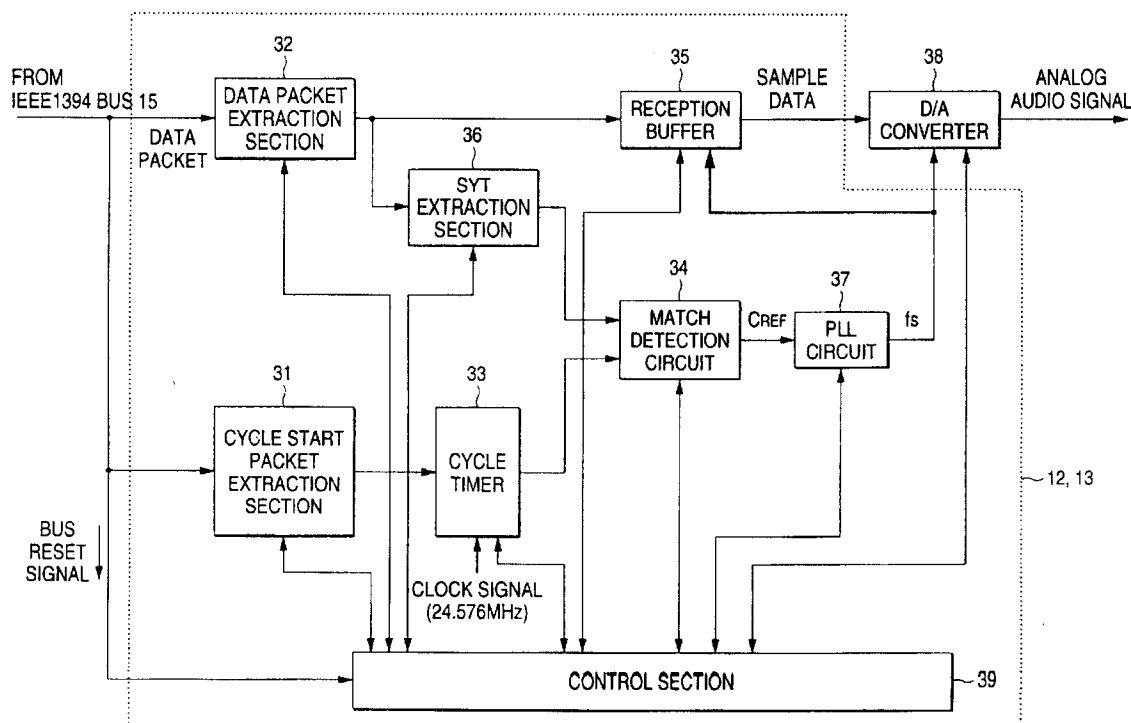 32
35
38
FROM
IEEE1394 BUS 15
DATA PACKET
EXTRACTION
SECTION
DATA
PACKET
RECEPTION
BUFFER
SAMPLE
DATA
D/A
CONVERTER
ANALOG
AUDIO SIGNAL
36
SYT
EXTRACTION
SECTION
34
MATCH
DETECTION
CIRCUIT
CREF
37
PLL
CIRCUIT
fs
31
CYCLE START
PACKET
EXTRACTION
SECTION
33
CYCLE
TIMER
12, 13
BUS
RESET
SIGNAL
CLOCK SIGNAL
(24.576MHz)
CONTROL SECTION
39